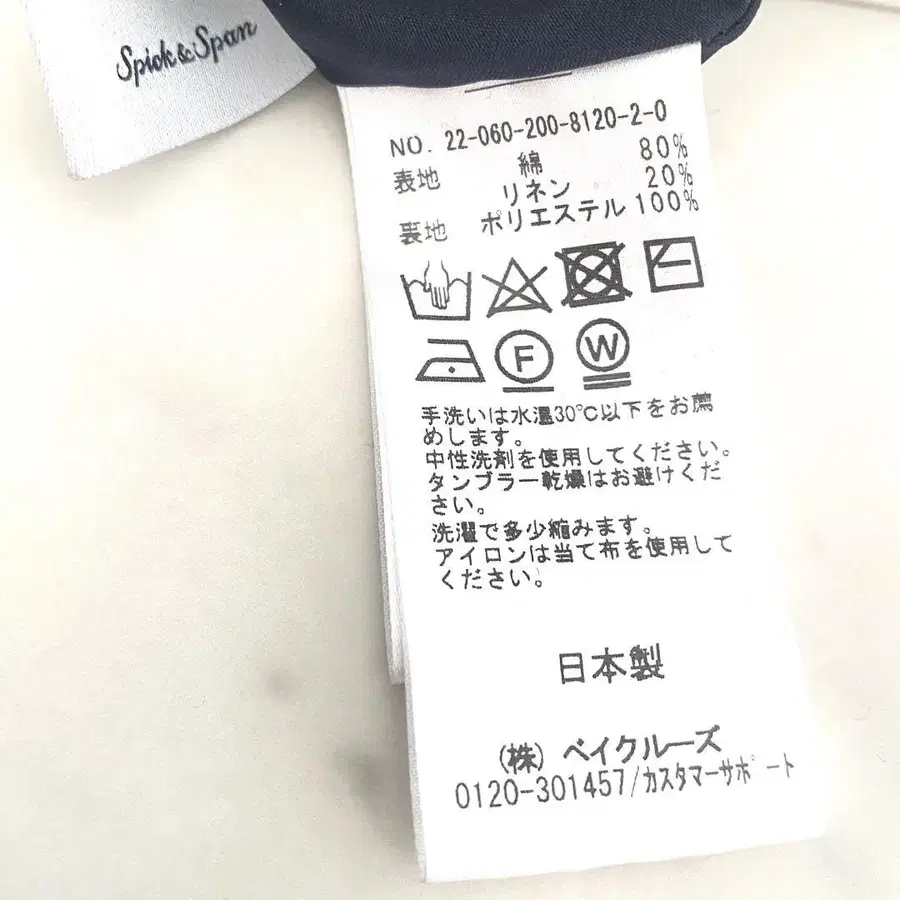 Spick&Span
NO. 22-060-200-8120-2-0
表地 綿 80%
リネン 20%
裏地 ポリエステル 100%
F W
手洗いは水温30℃以下をお薦
めします。
中性洗剤を使用してください。
タンブラー乾燥はお避けくだ
さい。
洗濯で多少縮みます。
アイロンは当て布を使用して
ください。
日本製
(株) ベイクルーズ
0120-301457/カスタマーサポート